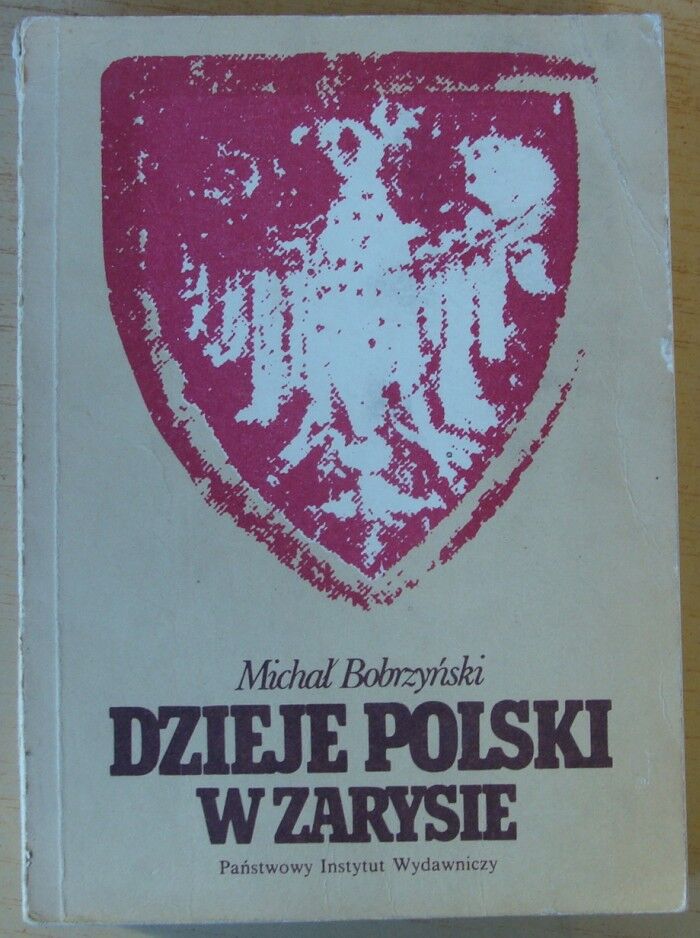 Michał Bobrzyński
DZIEJE POLSKI
W ZARYSIE
Państwowy Instytut Wydawniczy